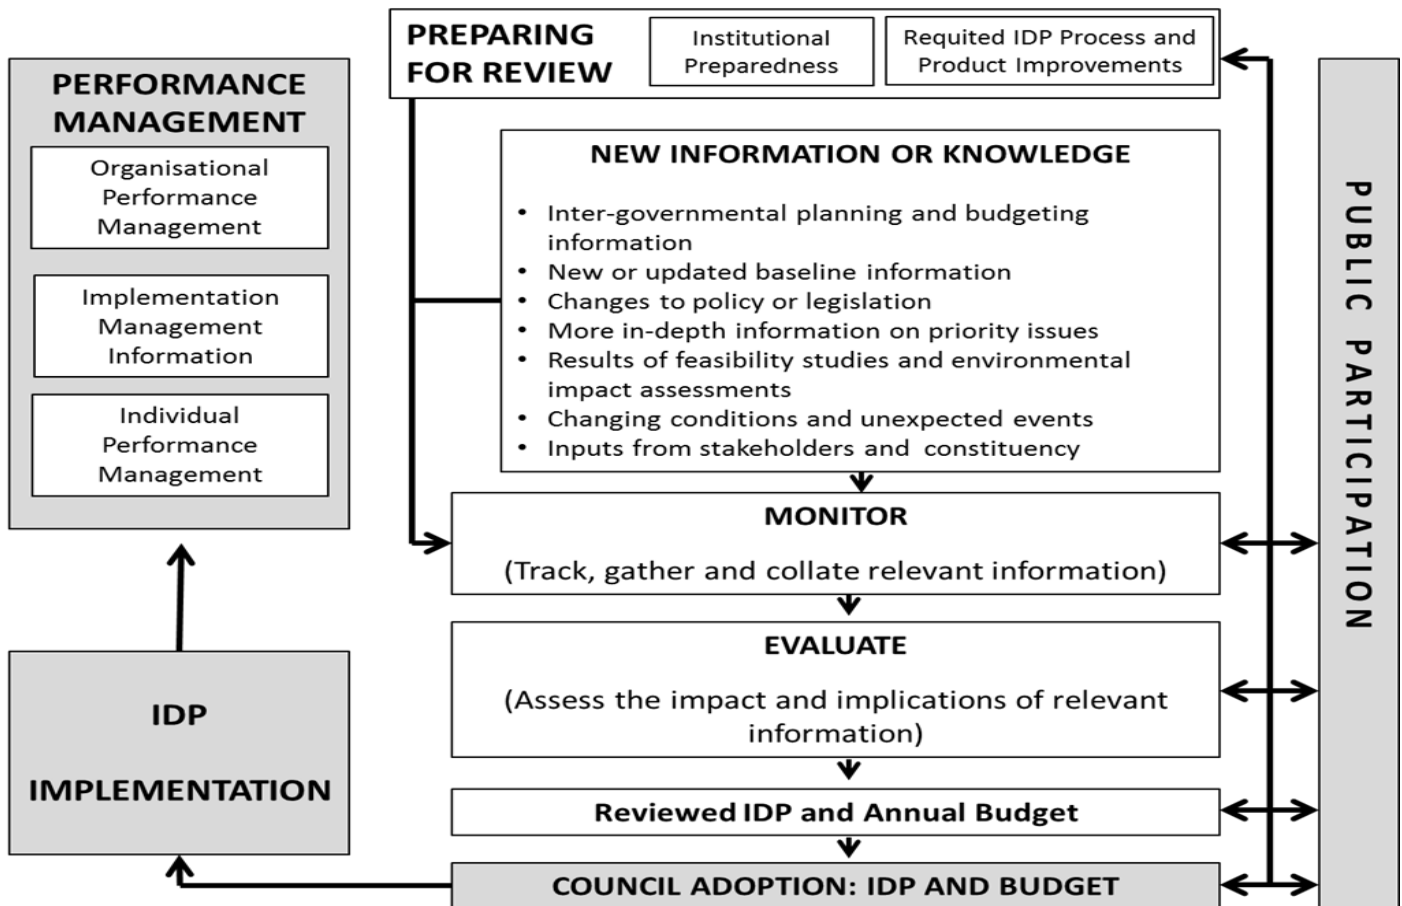 PREPARING
FOR REVIEW
Institutional
Preparedness
Requited IDP Process and
Product Improvements
PERFORMANCE
MANAGEMENT
Organisational
Performance
Management
Implementation
Management
Information
Individual
Performance
Management
NEW INFORMATION OR KNOWLEDGE
• Inter-governmental planning and budgeting
information
• New or updated baseline information
• Changes to policy or legislation
• More in-depth information on priority issues
• Results of feasibility studies and environmental
impact assessments
• Changing conditions and unexpected events
• Inputs from stakeholders and constituency
MONITOR
(Track, gather and collate relevant information)
EVALUATE
(Assess the impact and implications of relevant
information)
Reviewed IDP and Annual Budget
COUNCIL ADOPTION: IDP AND BUDGET
IDP
IMPLEMENTATION
PUBLIC PARTICIPATION